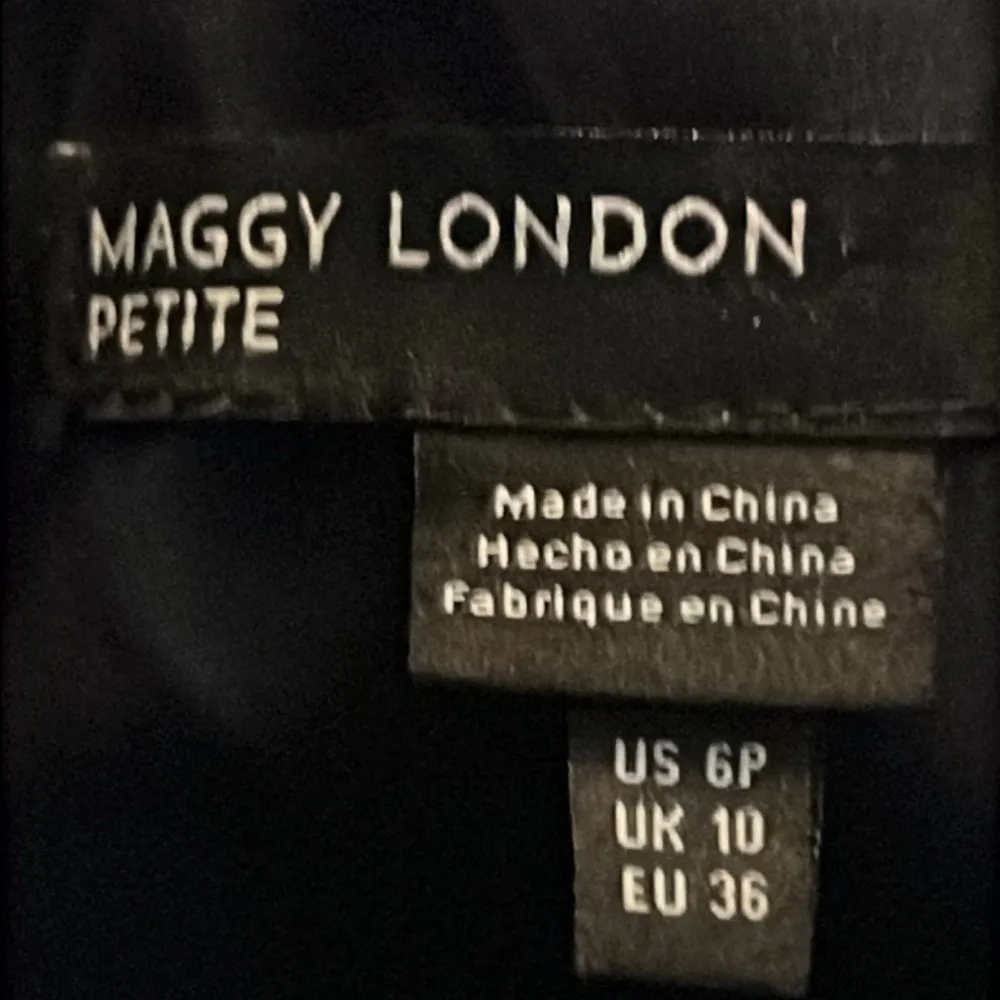 MAGGY LONDON
PETITE
Made in China
Hecho en China
Fabrique en Chine
US 6P
UK 10
EU 36